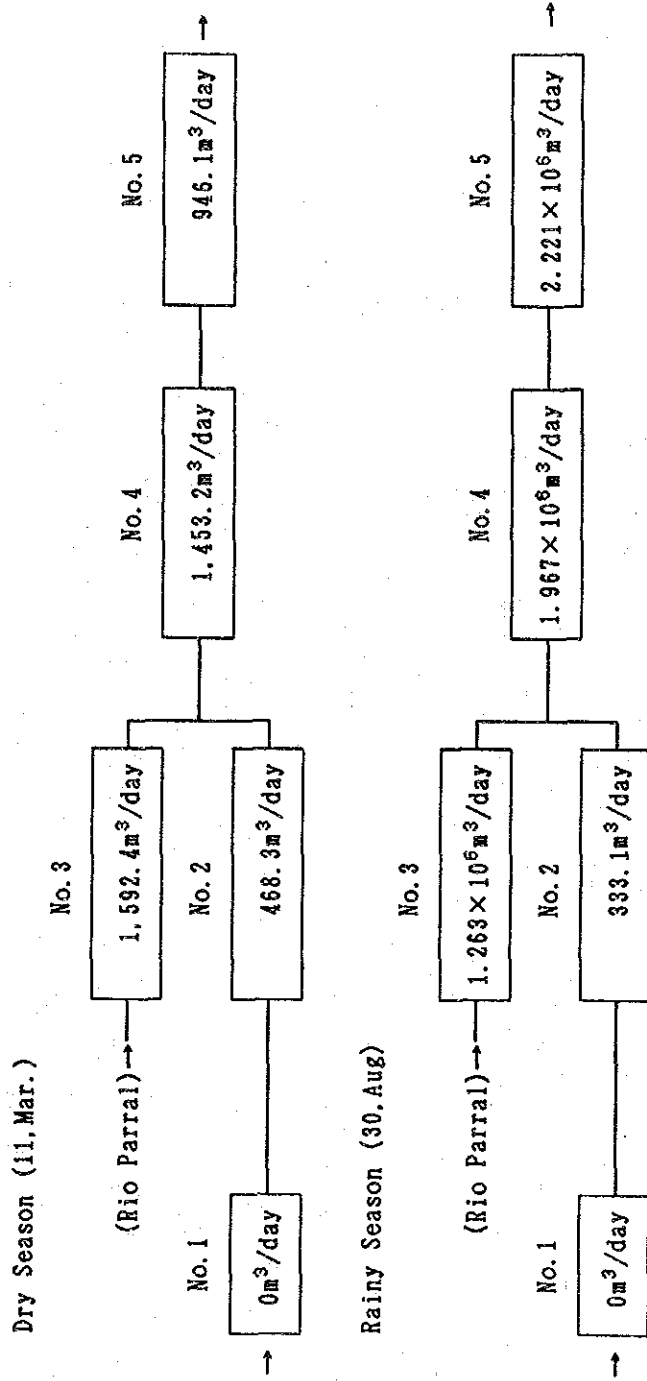 Dry Season (11,Mar.)
No.3
1,592.4m³/day
(Rio Parral)→
No.4
1.453.2m³/day
No.5
946.1m³/day
→
No.1
→
0m³/day
No.2
468.3m³/day
Rainy Season (30,Aug)
No.3
1.263×10⁶m³/day
(Rio Parral)→
No.4
1.967×10⁶m³/day
No.5
2.221×10⁶m³/day
→
No.1
→
0m³/day
No.2
333.1m³/day